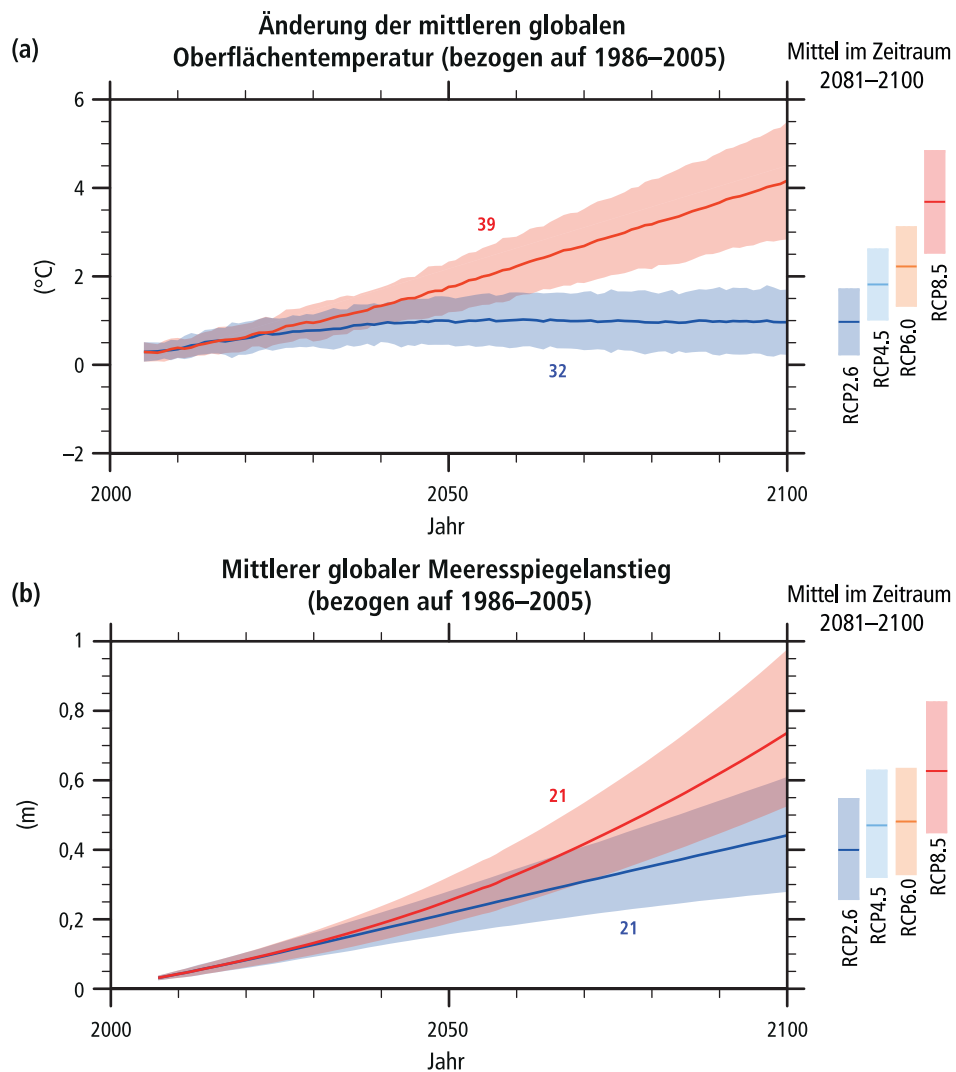 (a)
Änderung der mittleren globalen
Oberflächentemperatur (bezogen auf 1986–2005)
Mittel im Zeitraum
2081–2100
6
4
2
0
−2
(°C)
39
32
2000
2050
2100
Jahr
RCP2.6
RCP4.5
RCP6.0
RCP8.5
(b)
Mittlerer globaler Meeresspiegelanstieg
(bezogen auf 1986–2005)
Mittel im Zeitraum
2081–2100
1
0,8
0,6
0,4
0,2
0
(m)
21
21
2000
2050
2100
Jahr
RCP2.6
RCP4.5
RCP6.0
RCP8.5